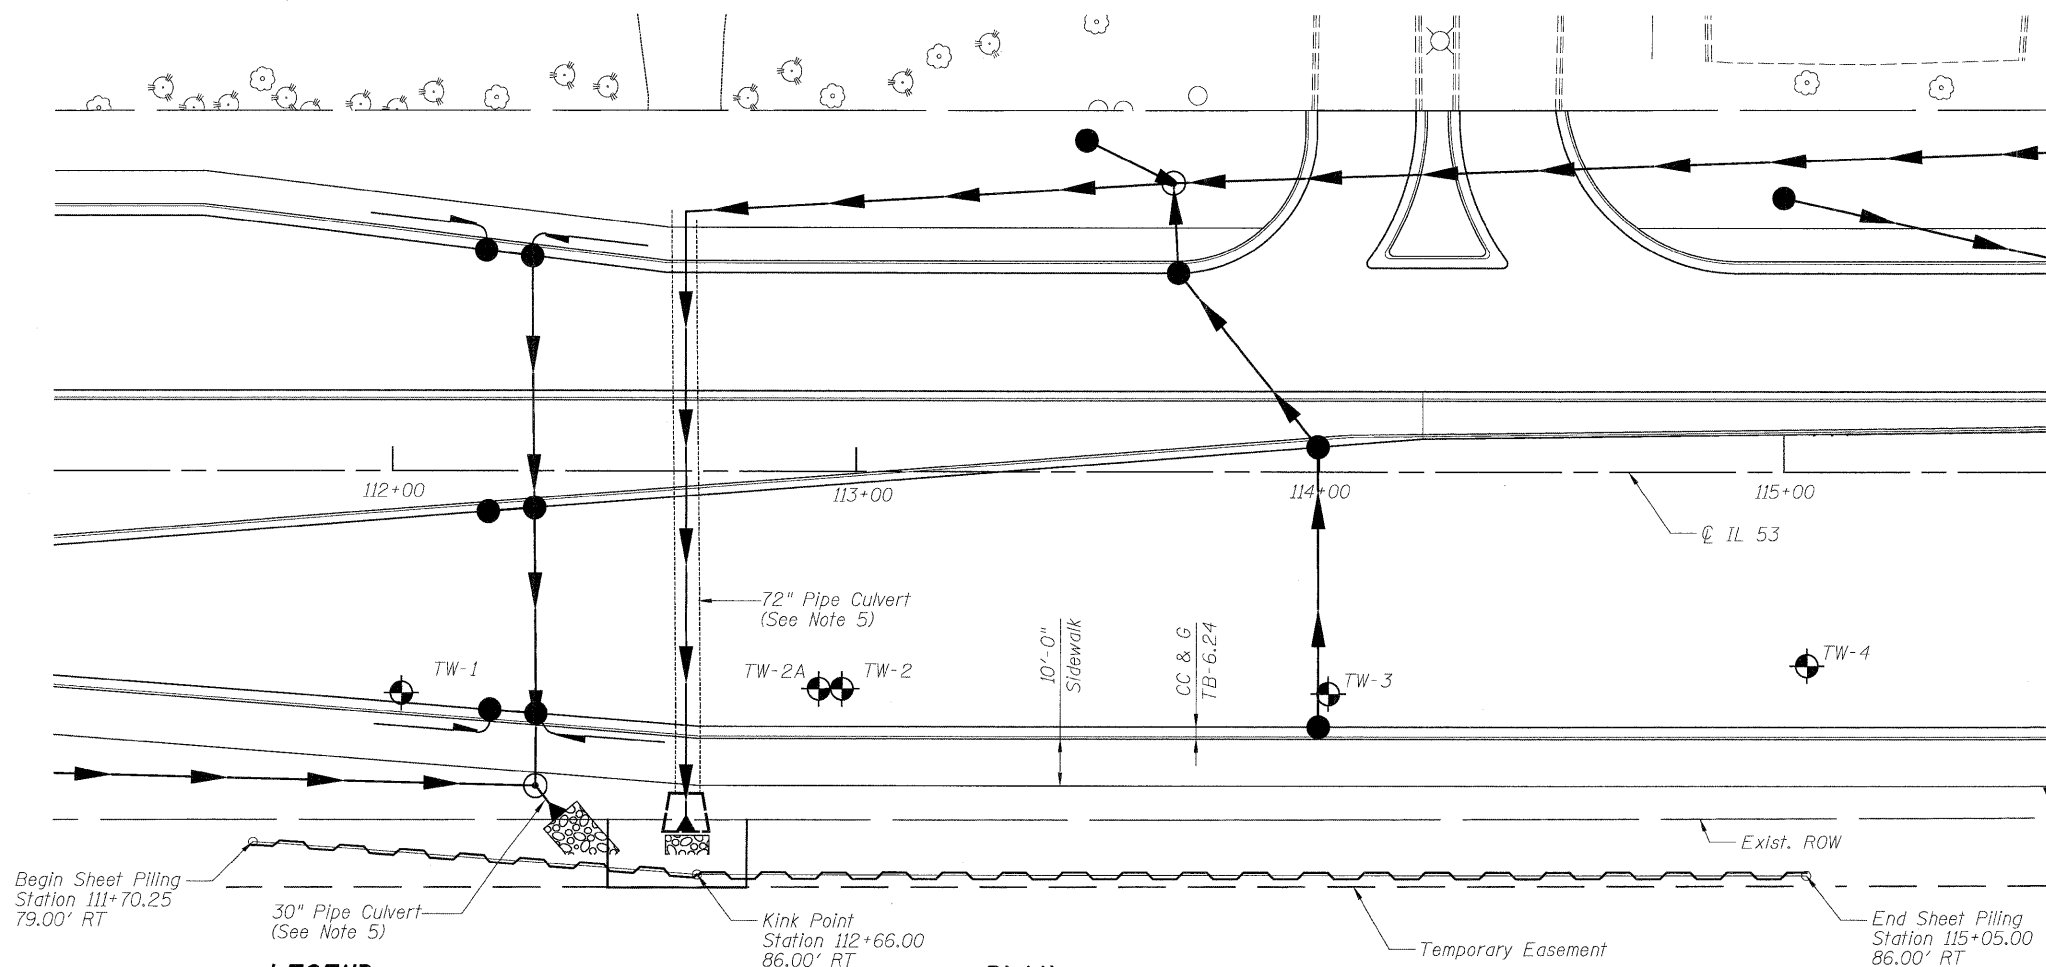 112+00
113+00
114+00
115+00
℄ IL 53
72" Pipe Culvert
(See Note 5)
10'-0"
Sidewalk
CC & G
TB-6.24
TW-1
TW-2A
TW-2
TW-3
TW-4
Exist. ROW
Begin Sheet Piling
Station 111+70.25
79.00' RT
30" Pipe Culvert
(See Note 5)
Kink Point
Station 112+66.00
86.00' RT
Temporary Easement
End Sheet Piling
Station 115+05.00
86.00' RT
LEGEND
PLAN